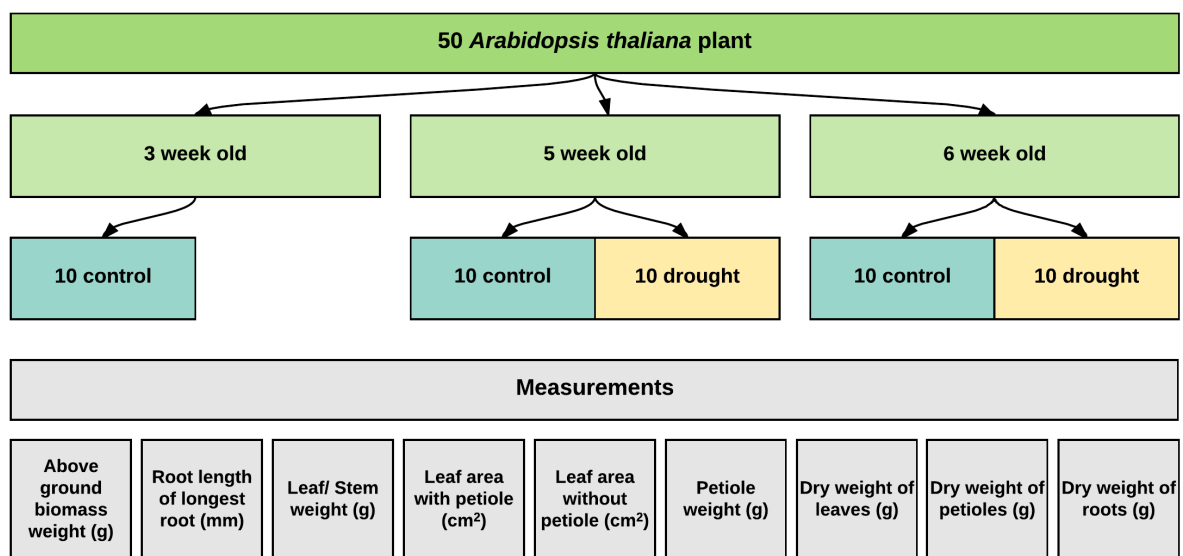 50 Arabidopsis thaliana plant
3 week old
5 week old
6 week old
10 control
10 control
10 drought
10 control
10 drought
Measurements
Above
ground
biomass
weight (g)
Root length
of longest
root (mm)
Leaf/ Stem
weight (g)
Leaf area
with petiole
(cm²)
Leaf area
without
petiole (cm²)
Petiole
weight (g)
Dry weight of
leaves (g)
Dry weight of
petioles (g)
Dry weight of
roots (g)